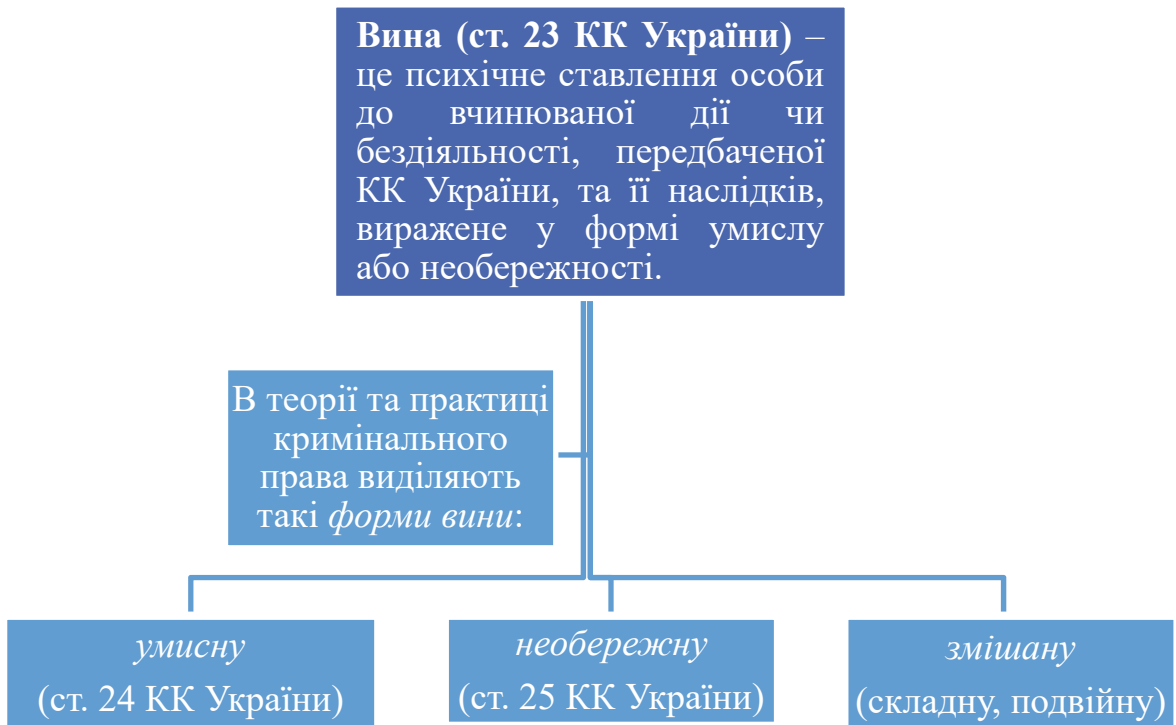 Вина (ст. 23 КК України) –
це психічне ставлення особи
до вчинюваної дії чи
бездіяльності, передбаченої
КК України, та її наслідків,
виражене у формі умислу
або необережності.
В теорії та практиці
кримінального
права виділяють
такі форми вини:
умисну
(ст. 24 КК України)
необережну
(ст. 25 КК України)
змішану
(складну, подвійну)